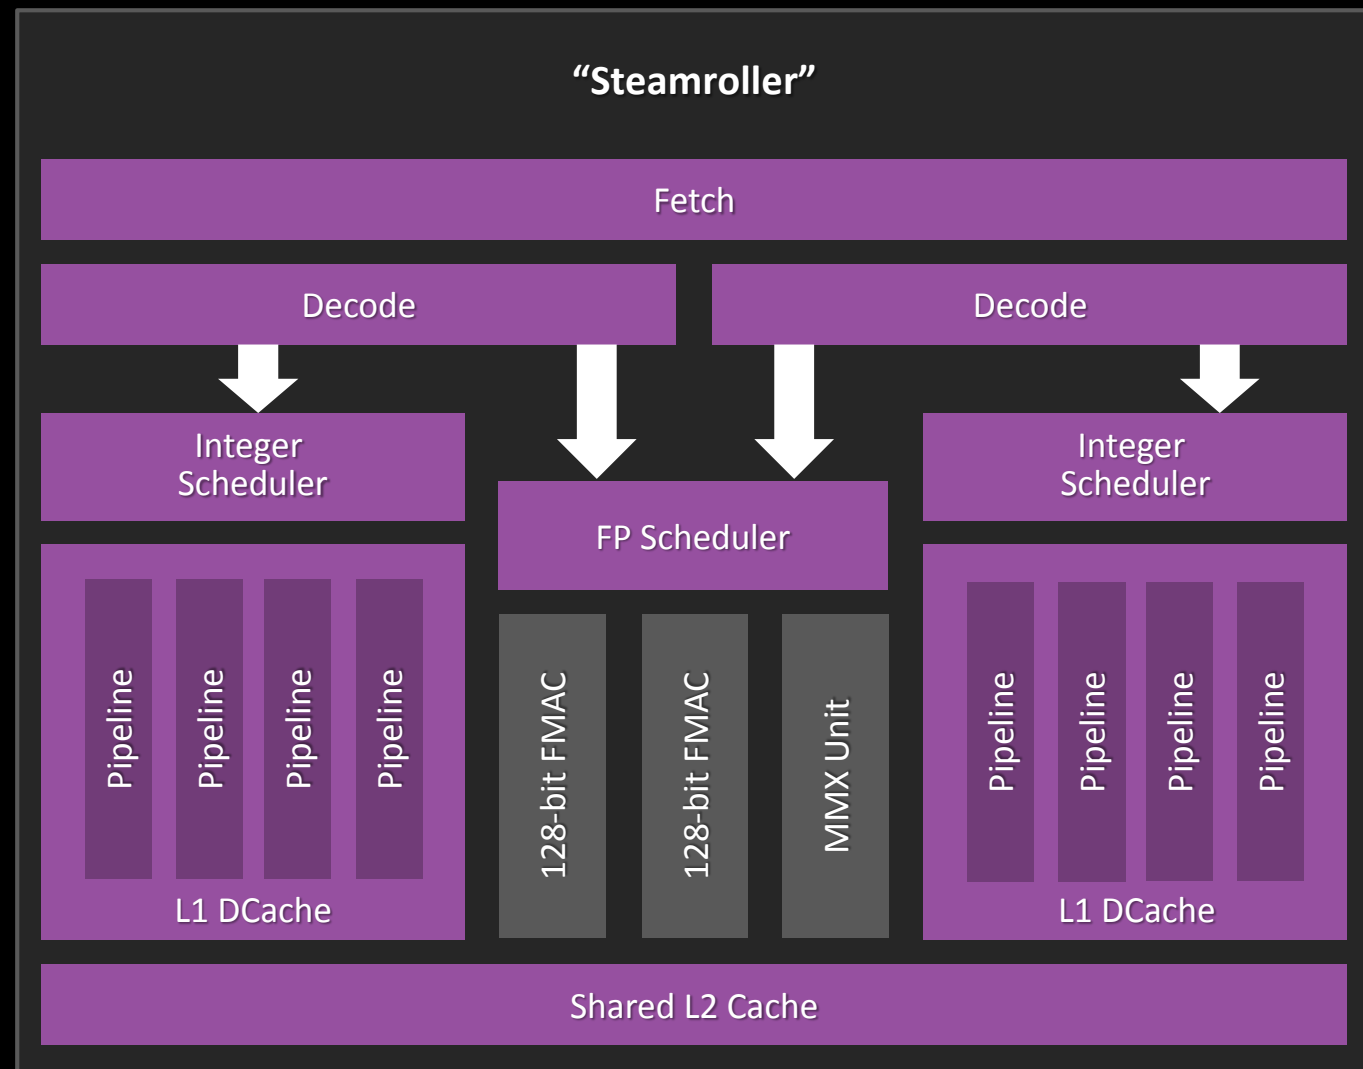 “Steamroller”
Fetch
Decode
Decode
Integer
Scheduler
FP Scheduler
Integer
Scheduler
Pipeline
Pipeline
Pipeline
Pipeline
L1 DCache
128-bit FMAC
128-bit FMAC
MMX Unit
Pipeline
Pipeline
Pipeline
Pipeline
L1 DCache
Shared L2 Cache